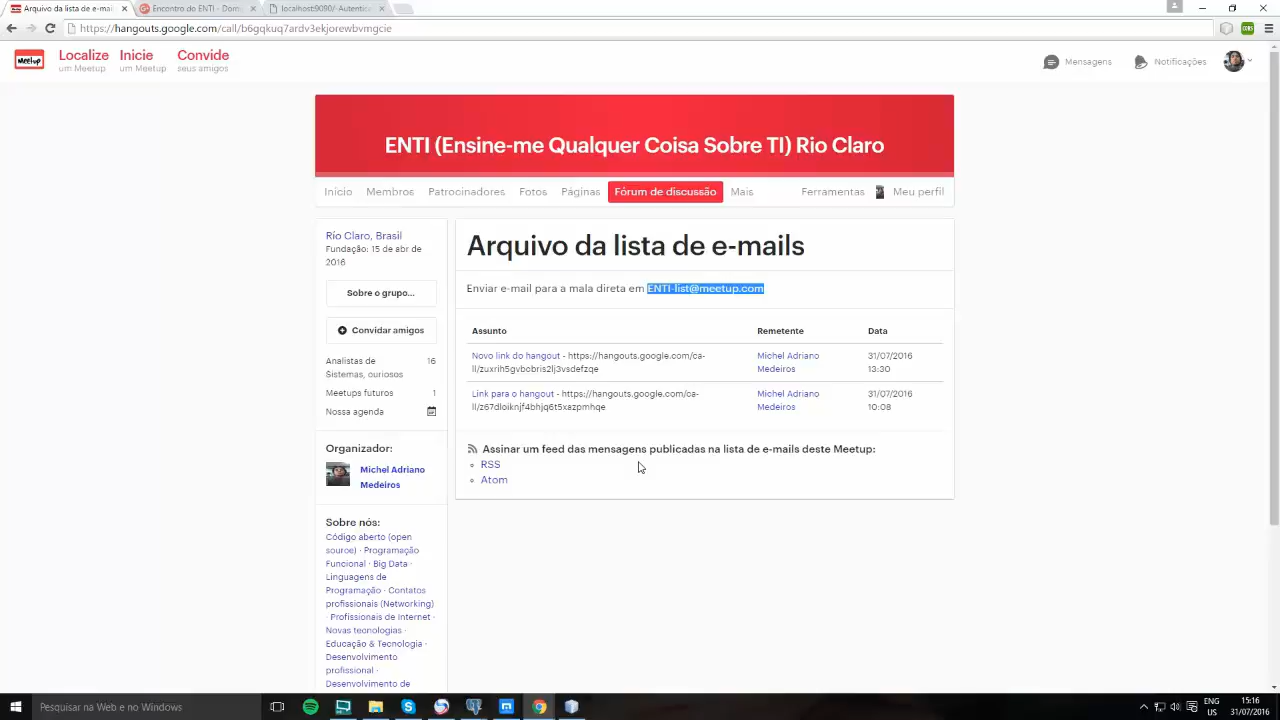 Arquivo da lista de e-mai
Encontro do ENTI - Dom
localhost:9080/-Autentica
https://hangouts.google.com/call/b6gqkuq7ardv3ekjorewbvmgcie
Meetup
Localize
um Meetup
Inicie
um Meetup
Convide
seus amigos
Mensagens
Notificações
ENTI (Ensine-me Qualquer Coisa Sobre TI) Rio Claro
Início Membros Patrocinadores Fotos Páginas Fórum de discussão Mais Ferramentas Meu perfil
Río Claro, Brasil
Fundação: 15 de abr de
2016
Sobre o grupo...
Convidar amigos
Analistas de 16
Sistemas, curiosos
Meetups futuros 1
Nossa agenda
Organizador:
Michel Adriano
Medeiros
Sobre nós:
Código aberto (open
source) · Programação
Funcional · Big Data ·
Linguagens de
Programação · Contatos
profissionais (Networking)
· Profissionais de Internet ·
Novas tecnologias ·
Educação & Tecnologia ·
Desenvolvimento
profissional ·
Desenvolvimento de
Arquivo da lista de e-mails
Enviar e-mail para a mala direta em ENTI-list@meetup.com
Assunto Remetente Data
Novo link do hangout - https://hangouts.google.com/ca- Michel Adriano 31/07/2016
ll/zuxrih5gvbobris2lj3vsdefzqe Medeiros 13:30
Link para o hangout - https://hangouts.google.com/ca- Michel Adriano 31/07/2016
ll/z67dloiknjf4bhjq6t5xazpmhqe Medeiros 10:08
Assinar um feed das mensagens publicadas na lista de e-mails deste Meetup:
RSS
Atom
Pesquisar na Web e no Windows
ENG
US
15:16
31/07/2016